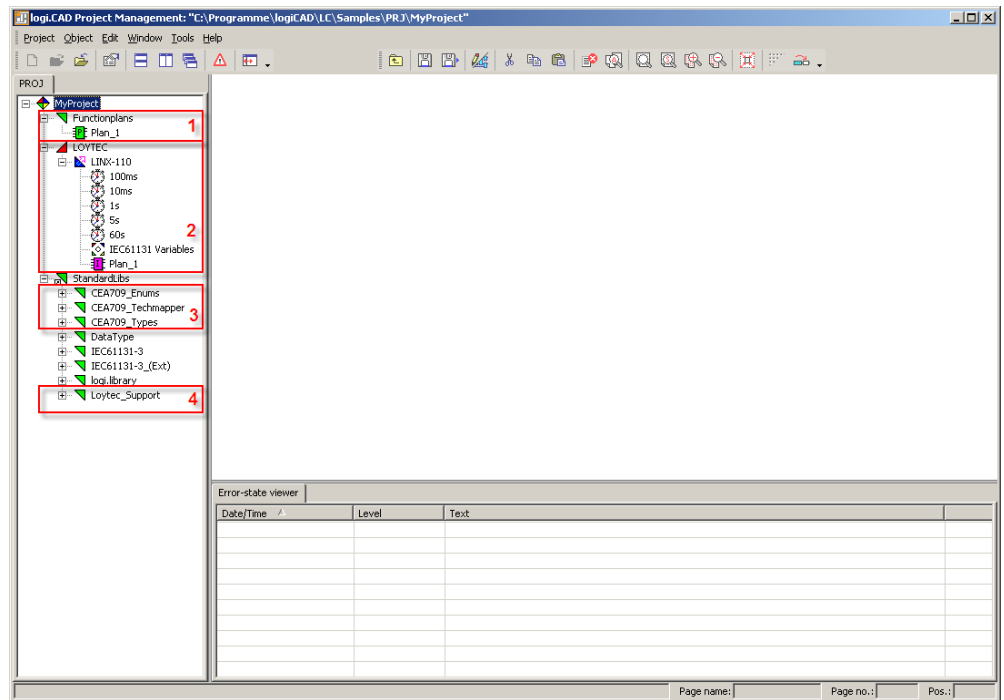 logi.CAD Project Management: "C:\Programme\logiCAD\LC\Samples\PRJ\MyProject"
Project Object Edit Window Tools Help
PROJ
MyProject
Functionplans
1
Plan_1
LOYTEC
LINX-110
100ms
10ms
1s
5s
60s
2
IEC61131 Variables
Plan_1
StandardLibs
CEA709_Enums
CEA709_Techmapper
3
CEA709_Types
DataType
IEC61131-3
IEC61131-3_(Ext)
logi.library
Loytec_Support
4
Error-state viewer
Date/Time Level Text
Page name: Page no.: Pos.: